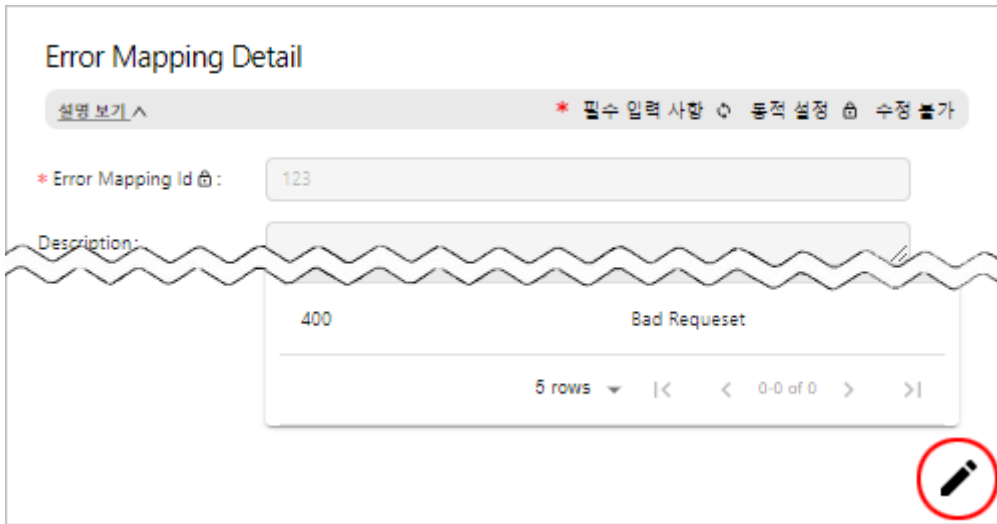 Error Mapping Detail
설명 보기 * 필수 입력 사항 동적 설정 수정 불가
* Error Mapping Id : 123
Description:
400 Bad Requeset
5 rows 0-0 of 0